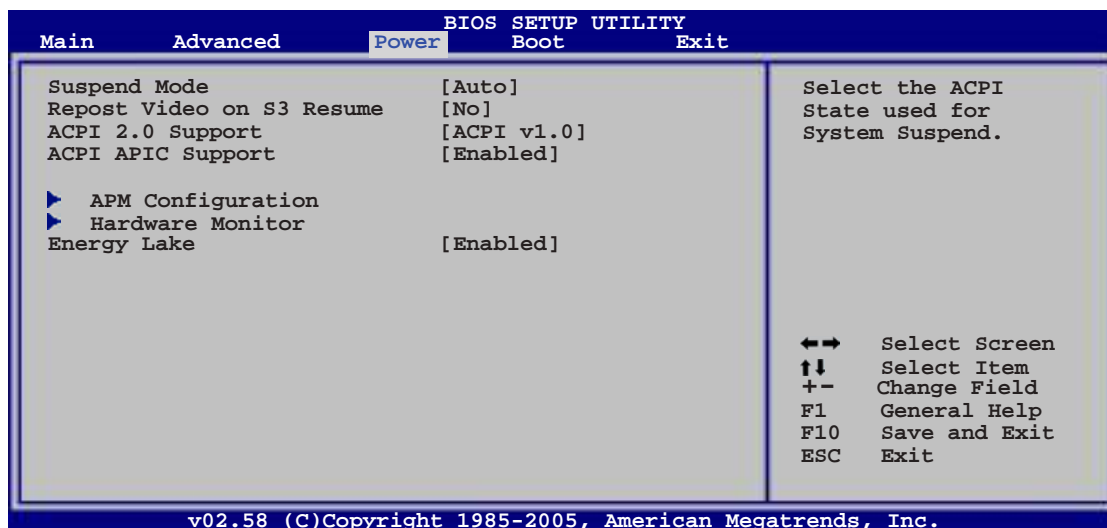 BIOS SETUP UTILITY
Main Advanced Power Boot Exit
Suspend Mode [Auto]
Repost Video on S3 Resume [No]
ACPI 2.0 Support [ACPI v1.0]
ACPI APIC Support [Enabled]
APM Configuration
Hardware Monitor
Energy Lake [Enabled]
Select the ACPI
State used for
System Suspend.
←→ Select Screen
↑↓ Select Item
+- Change Field
F1 General Help
F10 Save and Exit
ESC Exit
v02.58 (C)Copyright 1985-2005, American Megatrends, Inc.